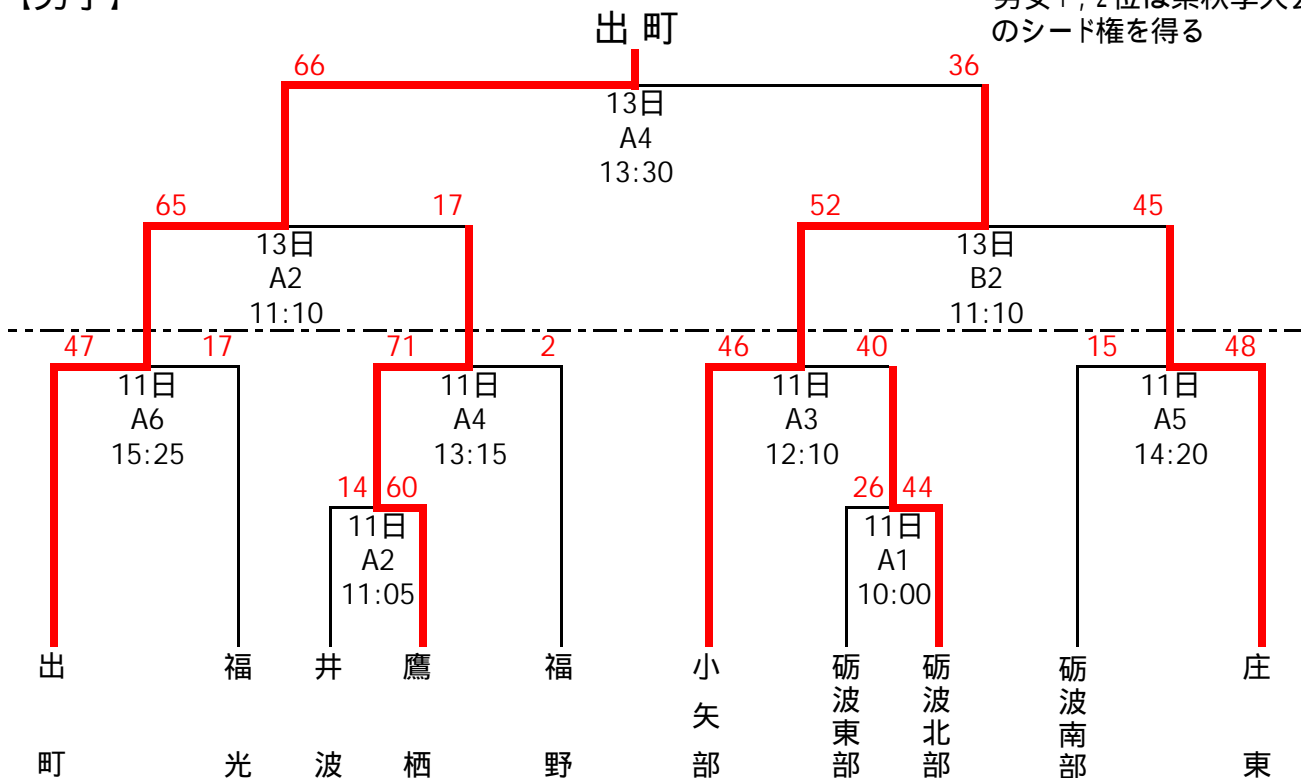 出町
のシード権を得る
66
36
13日
A4
13:30
65
17
52
45
13日
A2
11:10
13日
B2
11:10
47
17
71
2
46
40
15
48
11日
A6
15:25
11日
A4
13:15
11日
A3
12:10
11日
A5
14:20
14
60
26
44
11日
A2
11:05
11日
A1
10:00
出町
福光
井波
鷹栖
福野
小矢部
砺波東部
砺波北部
砺波南部
庄東